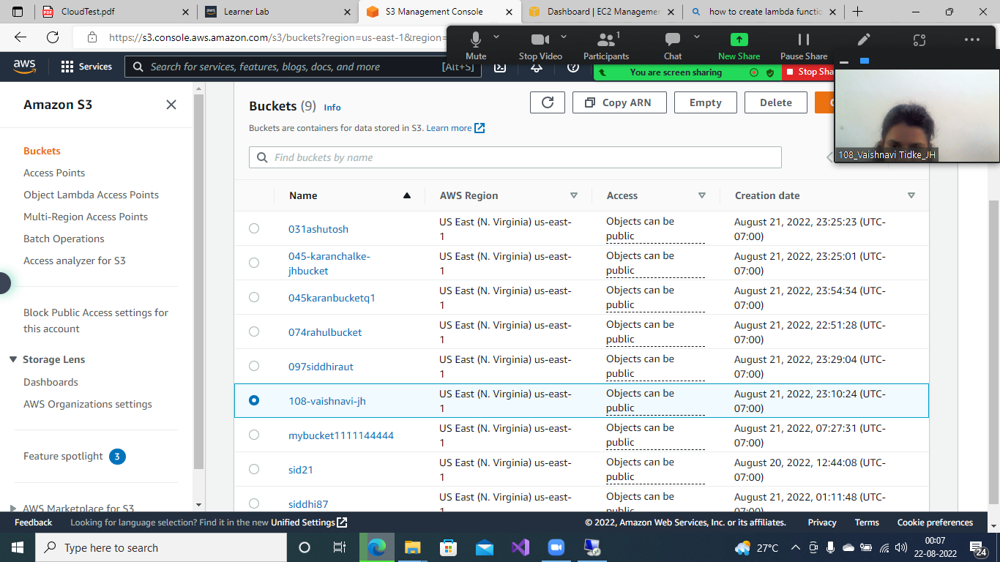 CloudTest.pdf
Learner Lab
S3 Management Console
Dashboard | EC2 Managemer
how to create lambda functio
https://s3.console.aws.amazon.com/s3/buckets?region=us-east-1&region=
Mute
Stop Video
Participants
1
Chat
New Share
Pause Share
You are screen sharing
Stop Sha
aws
Services
Search for services, features, blogs, docs, and more
[Alt+S]
108_Vaishnavi Tidke_JH
Amazon S3
Buckets
Access Points
Object Lambda Access Points
Multi-Region Access Points
Batch Operations
Access analyzer for S3
Block Public Access settings for
this account
Storage Lens
Dashboards
AWS Organizations settings
Feature spotlight 3
AWS Marketplace for S3
Buckets (9) Info
Copy ARN
Empty
Delete
Buckets are containers for data stored in S3. Learn more
Find buckets by name
Name AWS Region Access Creation date
031ashutosh US East (N. Virginia) us-east-1 Objects can be public August 21, 2022, 23:25:23 (UTC-07:00)
045-karanchalke-jhbucket US East (N. Virginia) us-east-1 Objects can be public August 21, 2022, 23:25:01 (UTC-07:00)
045karanbucketq1 US East (N. Virginia) us-east-1 Objects can be public August 21, 2022, 23:54:34 (UTC-07:00)
074rahulbucket US East (N. Virginia) us-east-1 Objects can be public August 21, 2022, 22:51:28 (UTC-07:00)
097siddhiraut US East (N. Virginia) us-east-1 Objects can be public August 21, 2022, 23:29:04 (UTC-07:00)
108-vaishnavi-jh US East (N. Virginia) us-east-1 Objects can be public August 21, 2022, 23:10:24 (UTC-07:00)
mybucket1111144444 US East (N. Virginia) us-east-1 Objects can be public August 21, 2022, 07:27:31 (UTC-07:00)
sid21 US East (N. Virginia) us-east-1 Objects can be public August 20, 2022, 12:44:08 (UTC-07:00)
siddhi87 US East (N. Virginia) us-east-1 Objects can be public August 21, 2022, 01:11:48 (UTC-07:00)
Feedback
Looking for language selection? Find it in the new Unified Settings
© 2022, Amazon Web Services, Inc. or its affiliates.
Privacy
Terms
Cookie preferences
Type here to search
27°C
00:07
22-08-2022
24